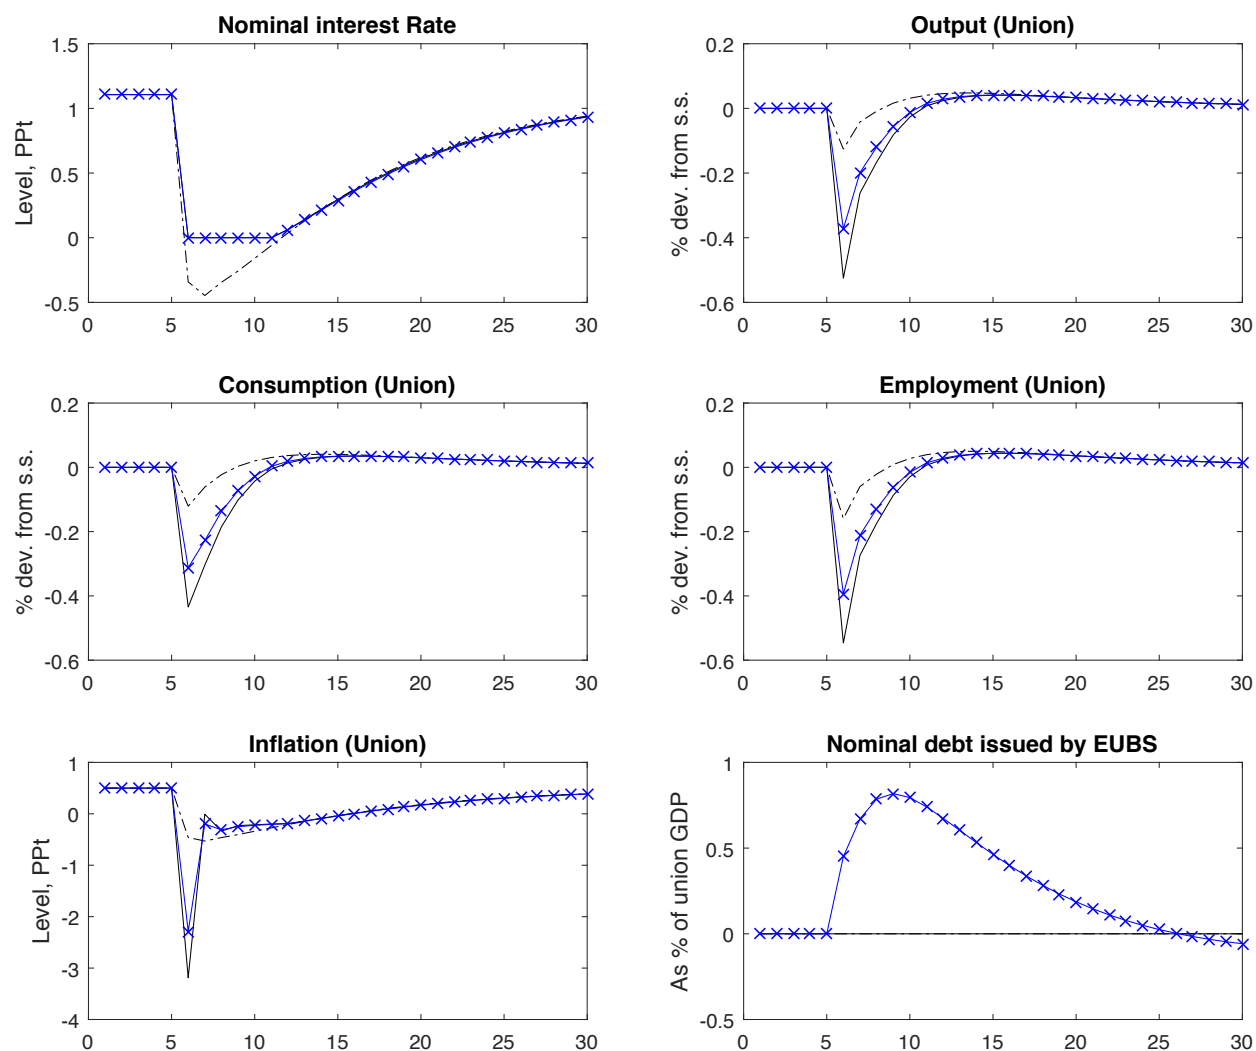 Nominal interest Rate
Level, PPt
1.5
1
0.5
0
-0.5
0 5 10 15 20 25 30
Output (Union)
% dev. from s.s.
0.2
0
-0.2
-0.4
-0.6
0 5 10 15 20 25 30
Consumption (Union)
% dev. from s.s.
0.2
0
-0.2
-0.4
-0.6
0 5 10 15 20 25 30
Employment (Union)
% dev. from s.s.
0.2
0
-0.2
-0.4
-0.6
0 5 10 15 20 25 30
Inflation (Union)
Level, PPt
1
0
-1
-2
-3
-4
0 5 10 15 20 25 30
Nominal debt issued by EUBS
As % of union GDP
1
0.5
0
-0.5
0 5 10 15 20 25 30